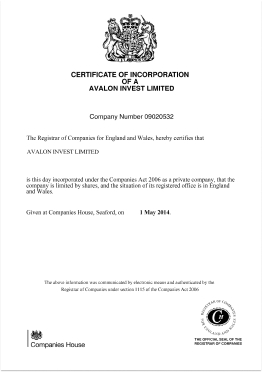 CERTIFICATE OF INCORPORATION
OF A
AVALON INVEST LIMITED
Company Number 09020532
The Registrar of Companies for England and Wales, hereby certifies that
AVALON INVEST LIMITED
is this day incorporated under the Companies Act 2006 as a private company, that the
company is limited by shares, and the situation of its registered office is in England
and Wales.
Given at Companies House, Seaford, on 1 May 2014.
The above information was communicated by electronic means and authenticated by the
Registrar of Companies under section 1115 of the Companies Act 2006
Companies House
THE OFFICIAL SEAL OF THE
REGISTRAR OF COMPANIES